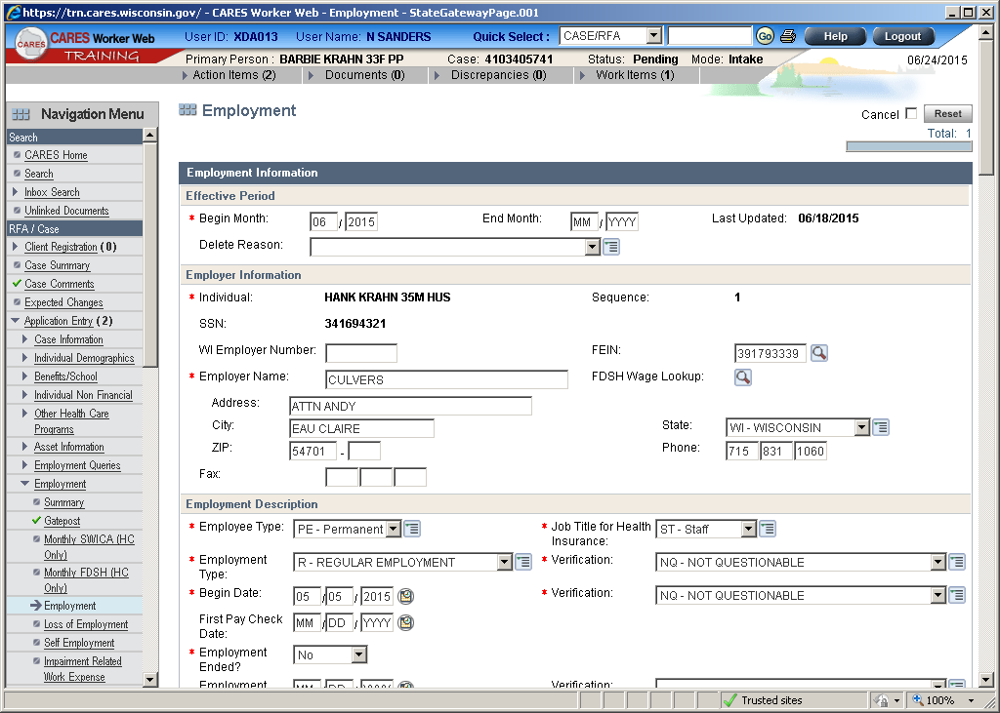 https://trn.cares.wisconsin.gov/ - CARES Worker Web - Employment - StateGatewayPage.001
CARES CARES Worker Web
TRAINING
User ID: XDA013 User Name: N SANDERS Quick Select : CASE/RFA Go Help Logout
Primary Person : BARBIE KRAHN 33F PP Case: 4103405741 Status: Pending Mode: Intake 06/24/2015
Action Items (2) Documents (0) Discrepancies (0) Work Items (1)
Navigation Menu
Search
CARES Home
Search
Inbox Search
Unlinked Documents
RFA / Case
Client Registration (0)
Case Summary
Case Comments
Expected Changes
Application Entry (2)
Case Information
Individual Demographics
Benefits/School
Individual Non Financial
Other Health Care
Programs
Asset Information
Employment Queries
Employment
Summary
Gatepost
Monthly SWICA (HC
Only)
Monthly FDSH (HC
Only)
Employment
Loss of Employment
Self Employment
Impairment Related
Work Expense
Employment
Cancel Reset
Total: 1
Employment Information
Effective Period
* Begin Month: 06 / 2015 End Month: MM / YYYY Last Updated: 06/18/2015
Delete Reason:
Employer Information
* Individual: HANK KRAHN 35M HUS Sequence: 1
SSN: 341694321
WI Employer Number: FEIN: 391793339
* Employer Name: CULVERS FDSH Wage Lookup:
Address: ATTN ANDY
City: EAU CLAIRE State: WI - WISCONSIN
ZIP: 54701 - Phone: 715 831 1060
Fax:
Employment Description
* Employee Type: PE - Permanent * Job Title for Health
Insurance: ST - Staff
* Employment
Type: R - REGULAR EMPLOYMENT * Verification: NQ - NOT QUESTIONABLE
* Begin Date: 05 / 05 / 2015 * Verification: NQ - NOT QUESTIONABLE
First Pay Check
Date: MM / DD / YYYY
* Employment
Ended? No
Employment MM / DD / YYYY Verification:
Trusted sites 100%